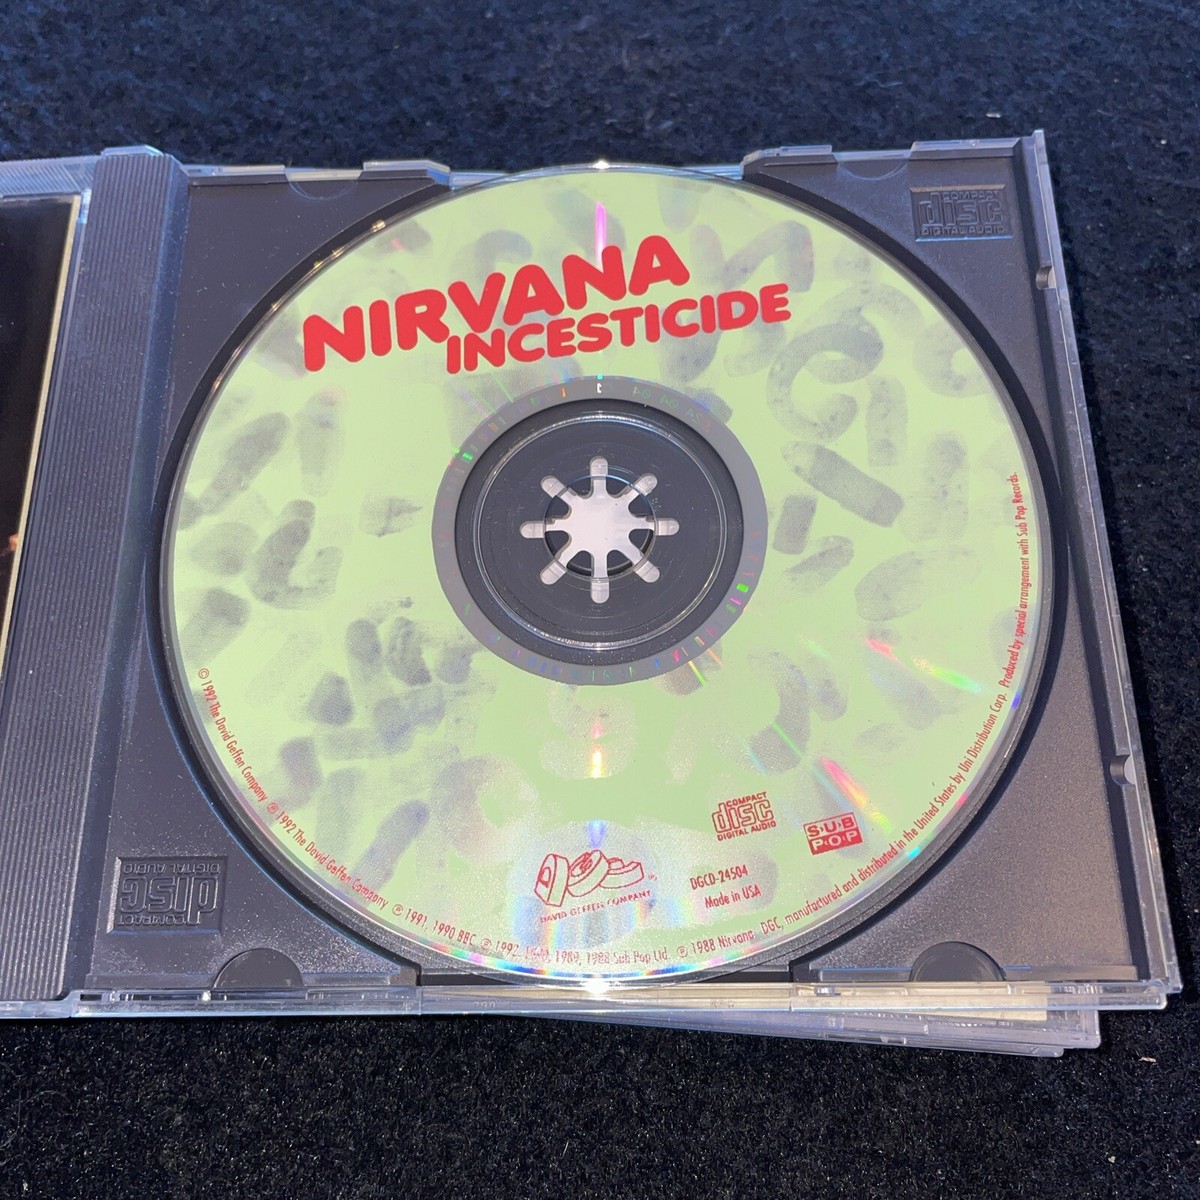 NIRVANA
INCESTICIDE
COMPACT
disc
DIGITAL AUDIO
COMPACT
disc
DIGITAL AUDIO
SUB
POP
DGCD-24504
Made in USA
DAVID GEFFEN COMPANY
© 1992 The David Geffen Company ℗ 1992 The David Geffen Company ℗ 1991, 1990 BBC ℗ 1992, 1989, 1988 Sub Pop Ltd. ℗ 1988 Nirvana. DGC, manufactured and distributed in the United States by Uni Distribution Corp. Produced by special arrangement with Sub Pop Records.
COMPACT
disc
DIGITAL AUDIO